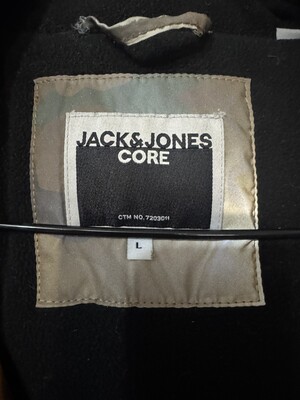 JACK&JONES
CORE
CTM NO. 7203011
L